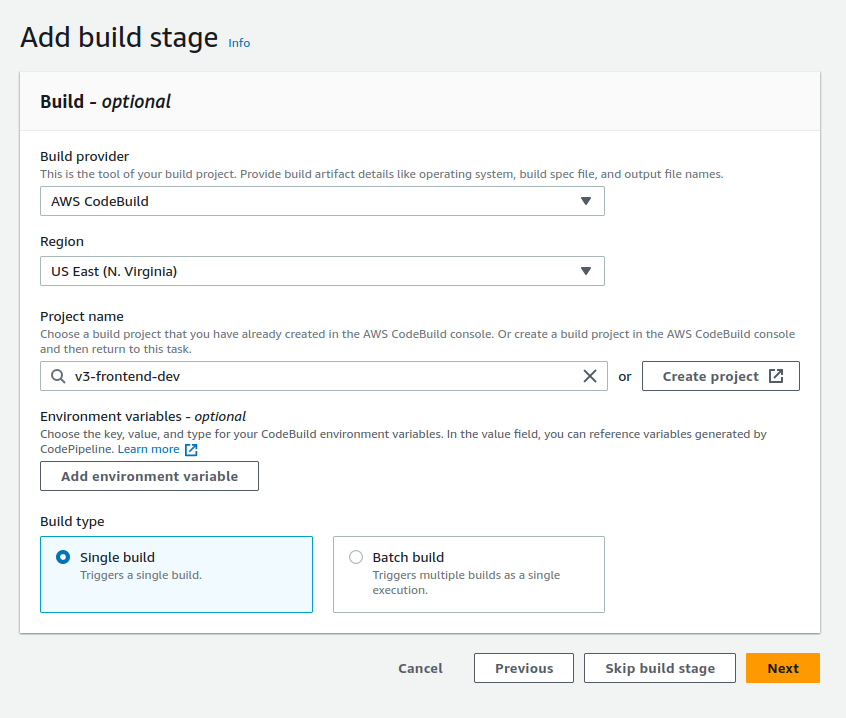 Add build stage Info
Build - optional
Build provider
This is the tool of your build project. Provide build artifact details like operating system, build spec file, and output file names.
AWS CodeBuild
Region
US East (N. Virginia)
Project name
Choose a build project that you have already created in the AWS CodeBuild console. Or create a build project in the AWS CodeBuild console
and then return to this task.
v3-frontend-dev or Create project
Environment variables - optional
Choose the key, value, and type for your CodeBuild environment variables. In the value field, you can reference variables generated by
CodePipeline. Learn more
Add environment variable
Build type
Single build
Triggers a single build.
Batch build
Triggers multiple builds as a single
execution.
Cancel Previous Skip build stage Next